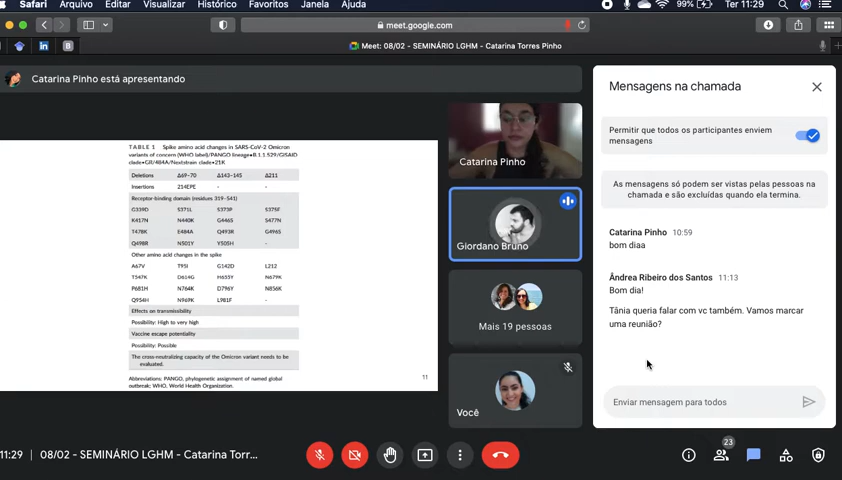 Safari Arquivo Editar Visualizar Histórico Favoritos Janela Ajuda
99% Ter 11:29
meet.google.com
Meet: 08/02 - SEMINÁRIO LGHM - Catarina Torres Pinho
Catarina Pinho está apresentando
TABLE 1 Spike amino acid changes in SARS-CoV-2 Omicron
variants of concern (WHO label)/PANGO lineage•B.1.1.529/GISAID
clade•GR/484A/Nextstrain clade•21K
Deletions Δ69–70 Δ143–145 Δ211
Insertions 214EPE - -
Receptor-binding domain (residues 319–541)
G339D S371L S373P S375F
K417N N440K G446S S477N
T478K E484A Q493R G496S
Q498R N501Y Y505H -
Other amino acid changes in the spike
A67V T95I G142D L212
T547K D614G H655Y N679K
P681H N764K D796Y N856K
Q954H N969K L981F -
Effects on transmissibility
Possibility: High to very high
Vaccine escape potentiality
Possibility: Possible
The cross-neutralizing capacity of the Omicron variant needs to be
evaluated.
Abbreviations: PANGO, phylogenetic assignment of named global
outbreak; WHO, World Health Organization.
11
Catarina Pinho
Giordano Bruno
Mais 19 pessoas
Você
Mensagens na chamada
Permitir que todos os participantes enviem
mensagens
As mensagens só podem ser vistas pelas pessoas na
chamada e são excluídas quando ela termina.
Catarina Pinho 10:59
bom diaa
Ândrea Ribeiro dos Santos 11:13
Bom dia!
Tânia queria falar com vc também. Vamos marcar
uma reunião?
Enviar mensagem para todos
11:29 | 08/02 - SEMINÁRIO LGHM - Catarina Torr...
23